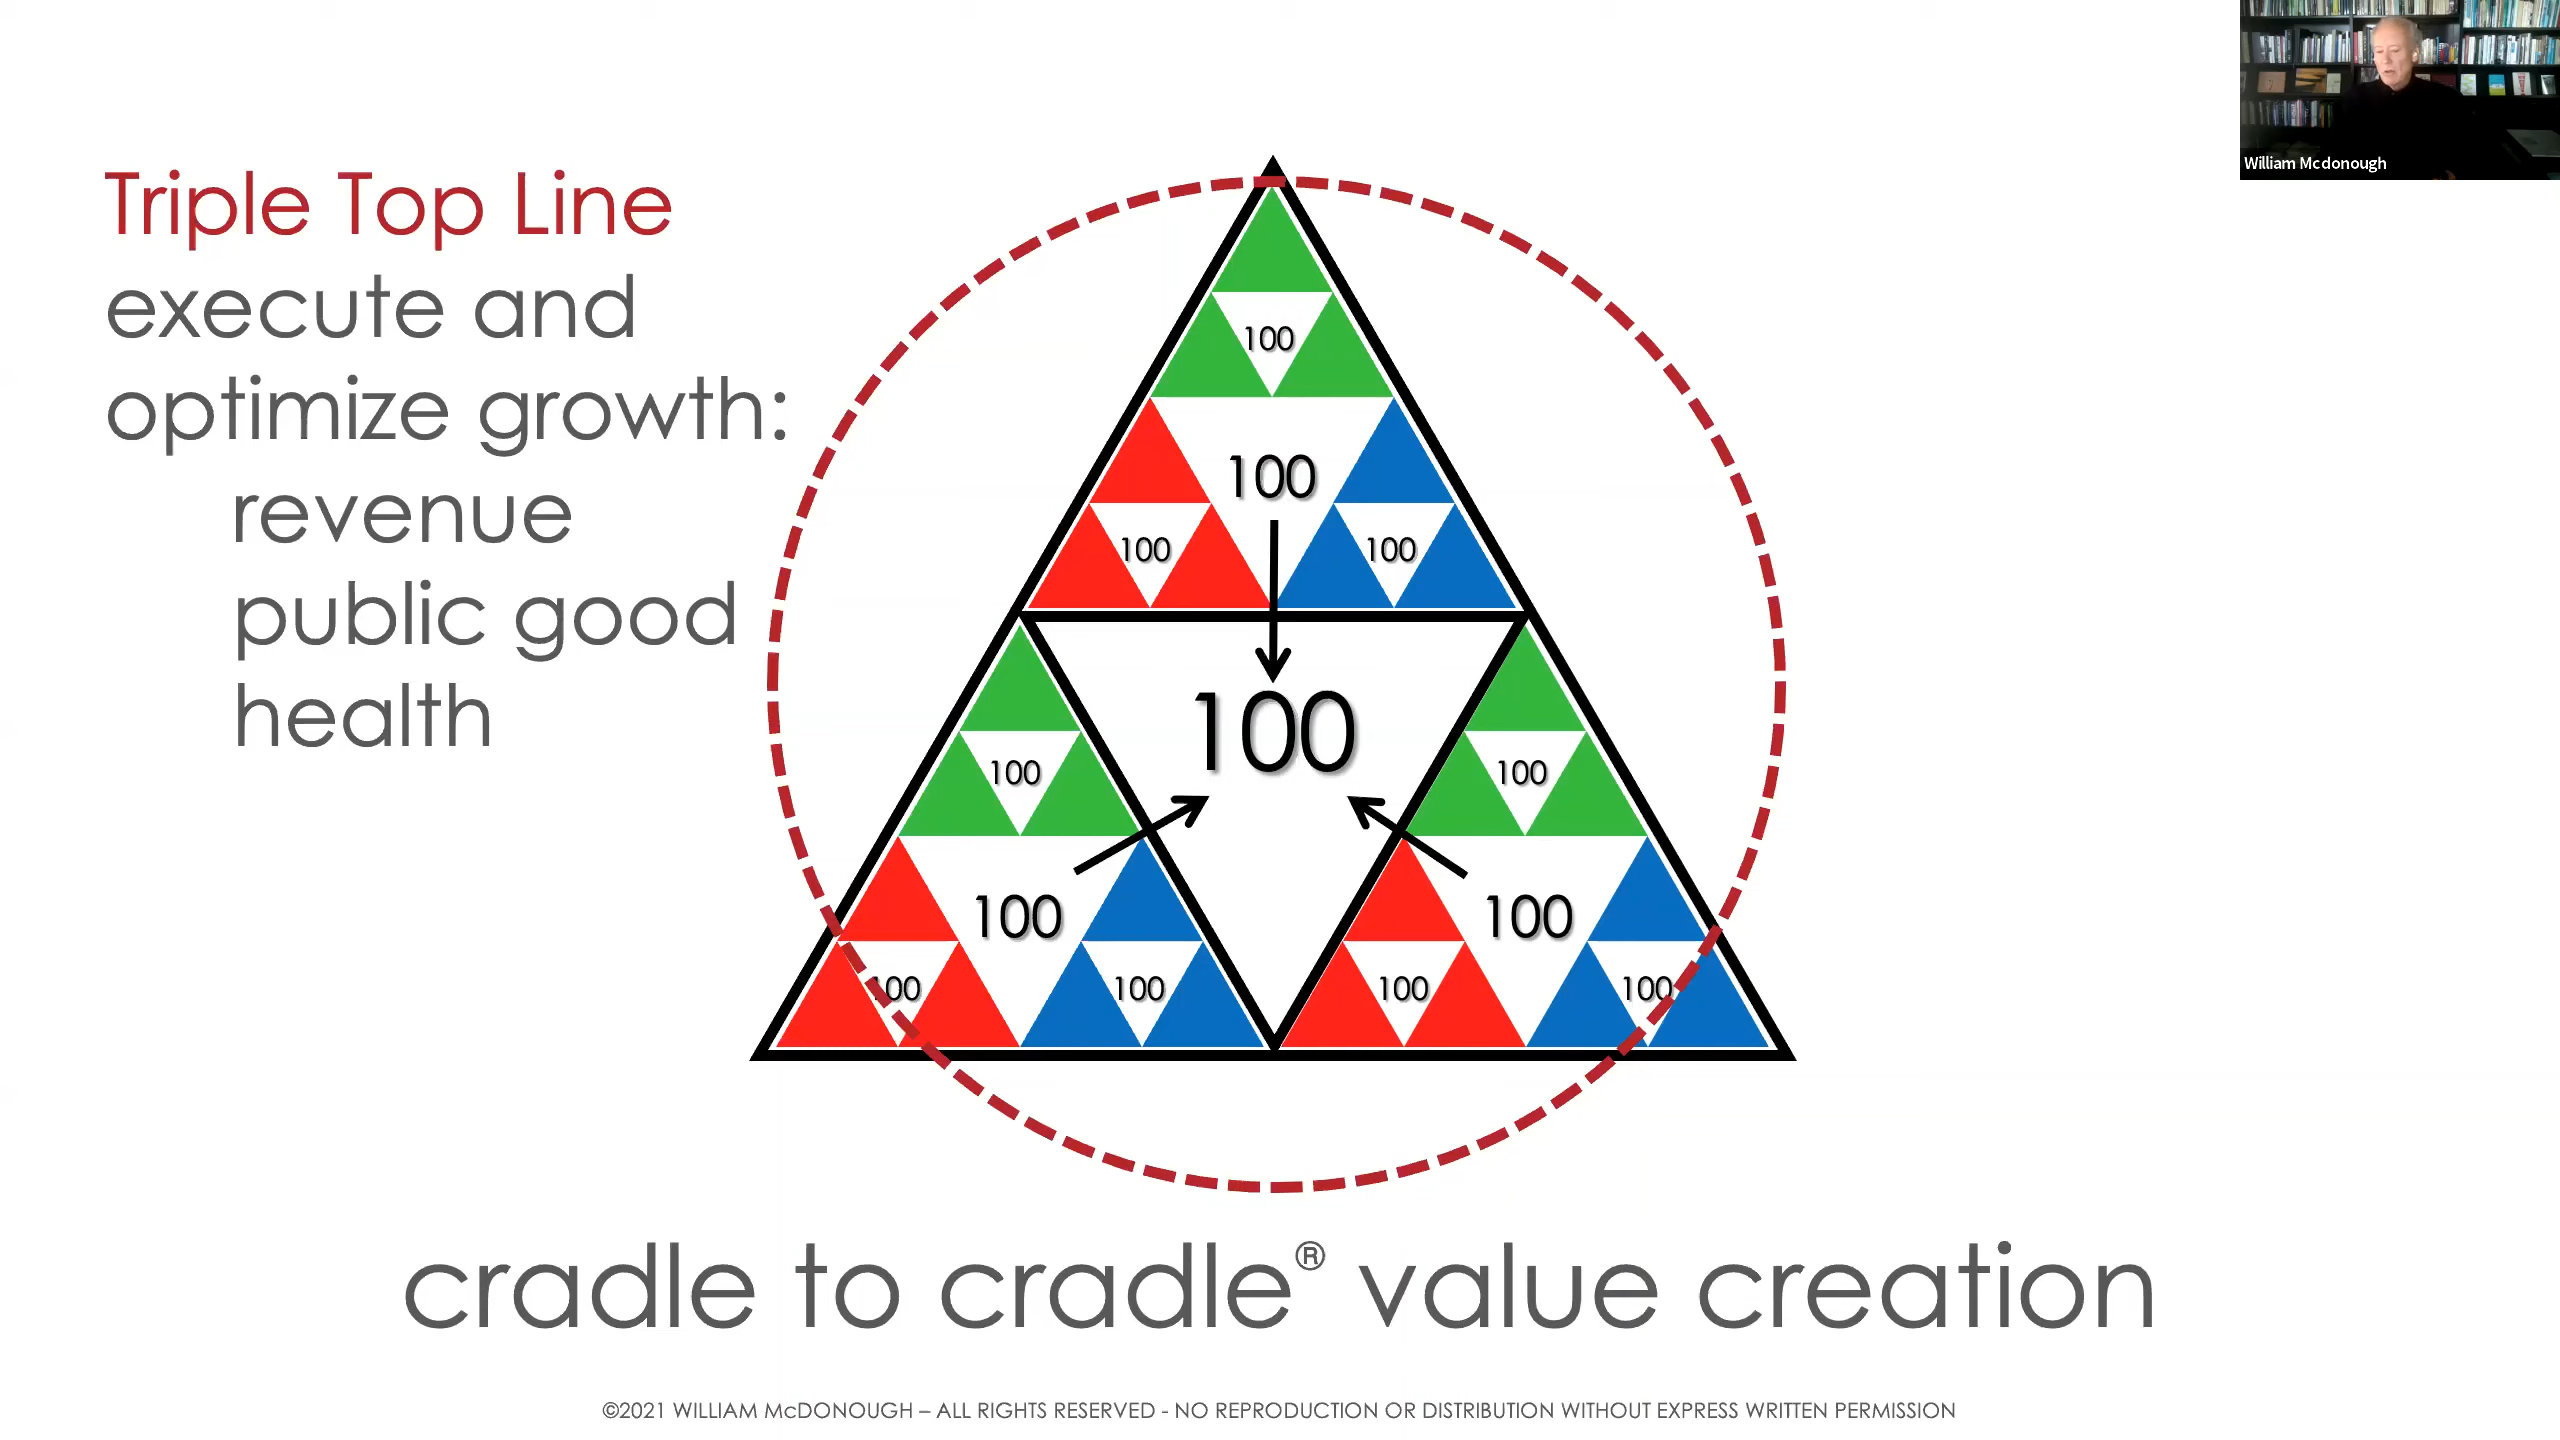 William Mcdonough
Triple Top Line
execute and
optimize growth:
revenue
public good
health
100
100
100
100
100
100
100
100
100
100
100
100
100
cradle to cradle® value creation
©2021 WILLIAM McDONOUGH – ALL RIGHTS RESERVED - NO REPRODUCTION OR DISTRIBUTION WITHOUT EXPRESS WRITTEN PERMISSION